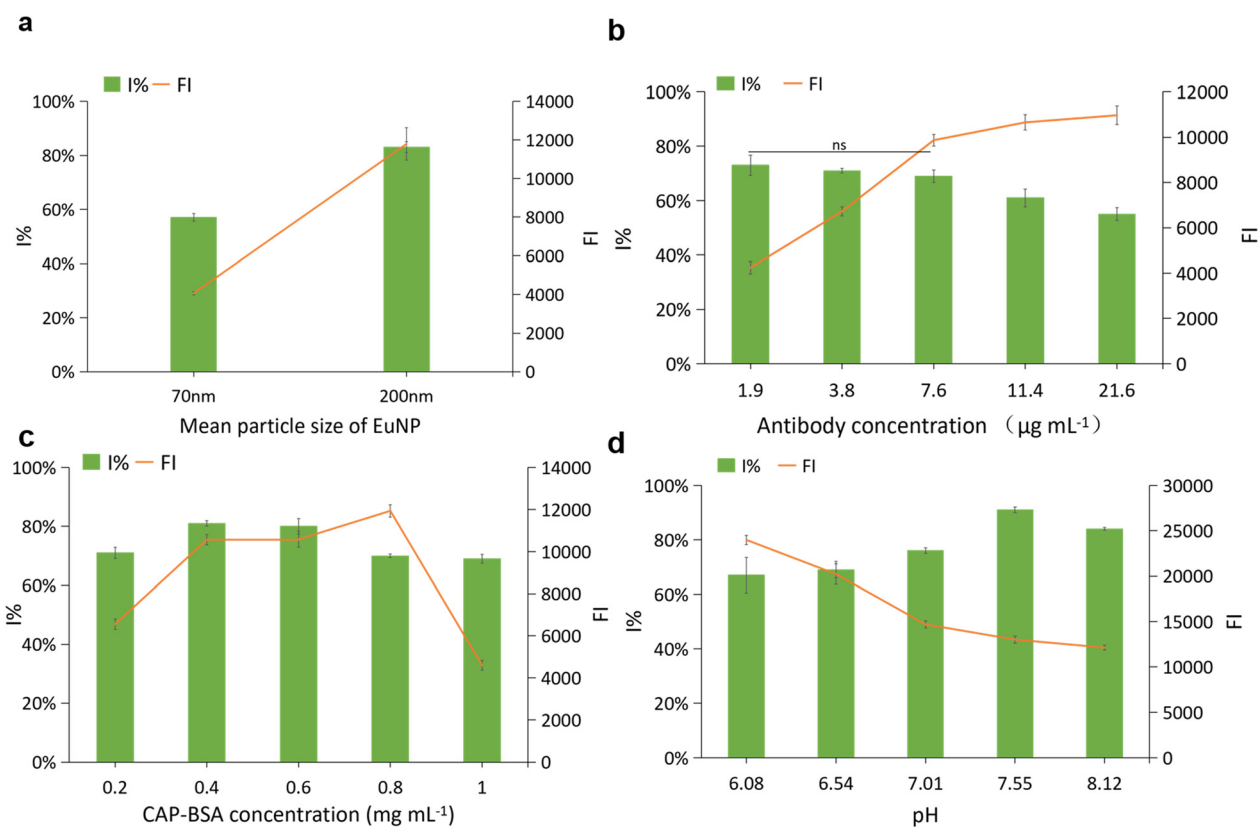 a
I% FI
100%
80%
60%
40%
20%
0%
I%
14000
12000
10000
8000
6000
4000
2000
0
FI
70nm 200nm
Mean particle size of EuNP
b
I% FI
100%
80%
60%
40%
20%
0%
I%
ns
12000
10000
8000
6000
4000
2000
0
FI
1.9 3.8 7.6 11.4 21.6
Antibody concentration （μg mL-1）
c
I% FI
100%
80%
60%
40%
20%
0%
I%
14000
12000
10000
8000
6000
4000
2000
0
FI
0.2 0.4 0.6 0.8 1
CAP-BSA concentration (mg mL-1)
d
I% FI
100%
80%
60%
40%
20%
0%
I%
30000
25000
20000
15000
10000
5000
0
FI
6.08 6.54 7.01 7.55 8.12
pH